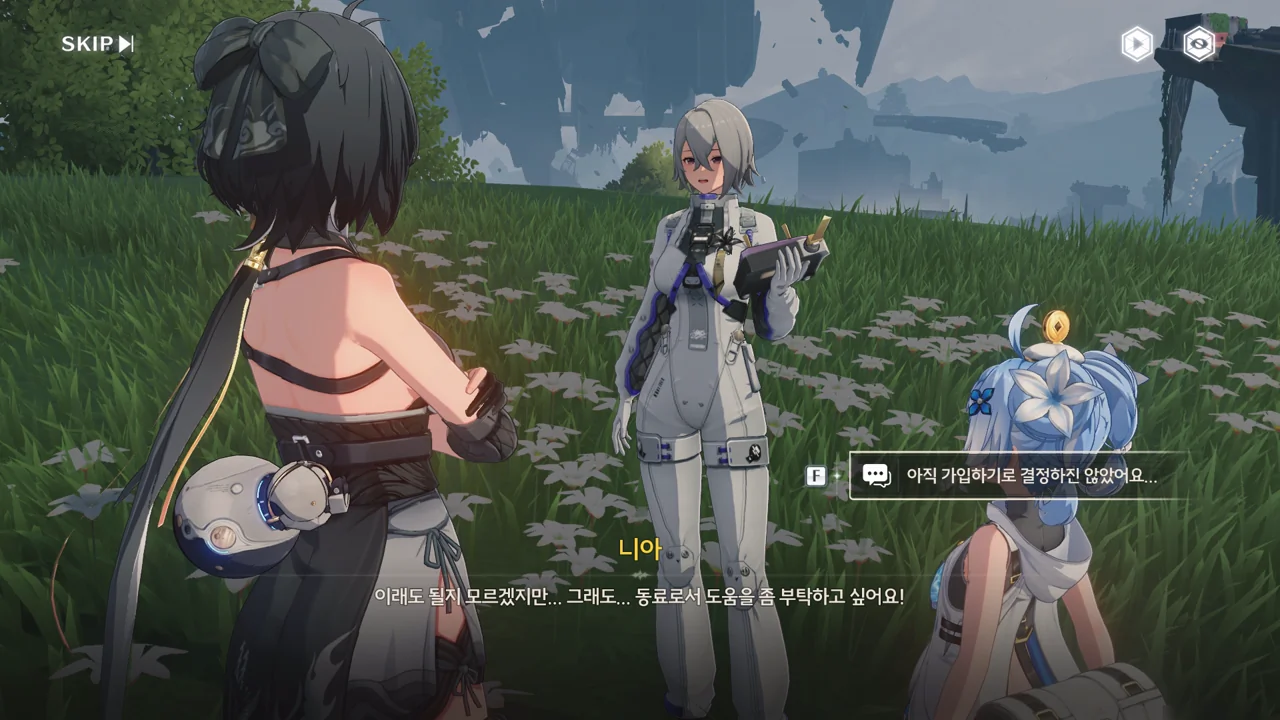 SKIP
F
아직 가입하기로 결정하진 않았어요...
니아
이래도 될지 모르겠지만... 그래도... 동료로서 도움을 좀 부탁하고 싶어요!